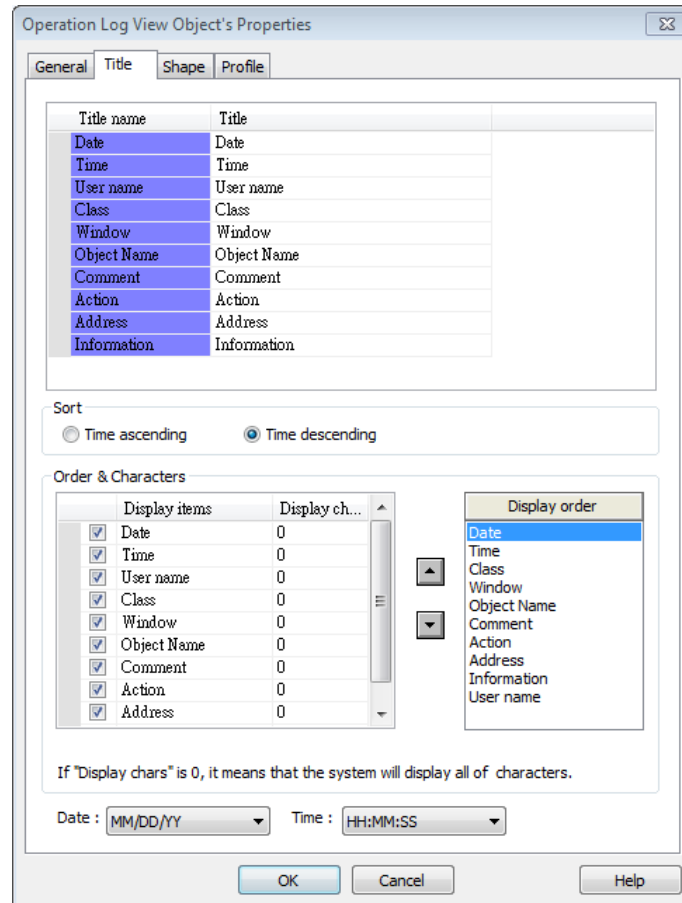 Operation Log View Object's Properties
General Title Shape Profile
Title name Title
Date Date
Time Time
User name User name
Class Class
Window Window
Object Name Object Name
Comment Comment
Action Action
Address Address
Information Information
Sort
Time ascending Time descending
Order & Characters
Display items Display ch...
Date 0
Time 0
User name 0
Class 0
Window 0
Object Name 0
Comment 0
Action 0
Address 0
Display order
Date
Time
Class
Window
Object Name
Comment
Action
Address
Information
User name
If "Display chars" is 0, it means that the system will display all of characters.
Date : MM/DD/YY Time : HH:MM:SS
OK Cancel Help